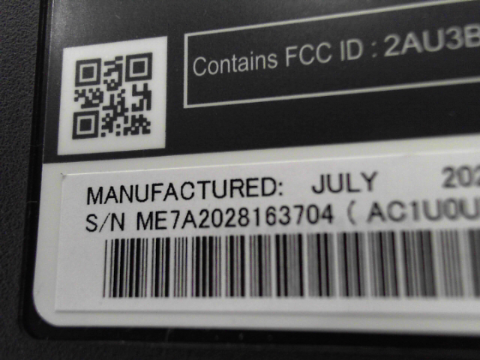 Contains FCC ID : 2AU3B
MANUFACTURED: JULY 202
S/N ME7A2028163704 ( AC1U0U